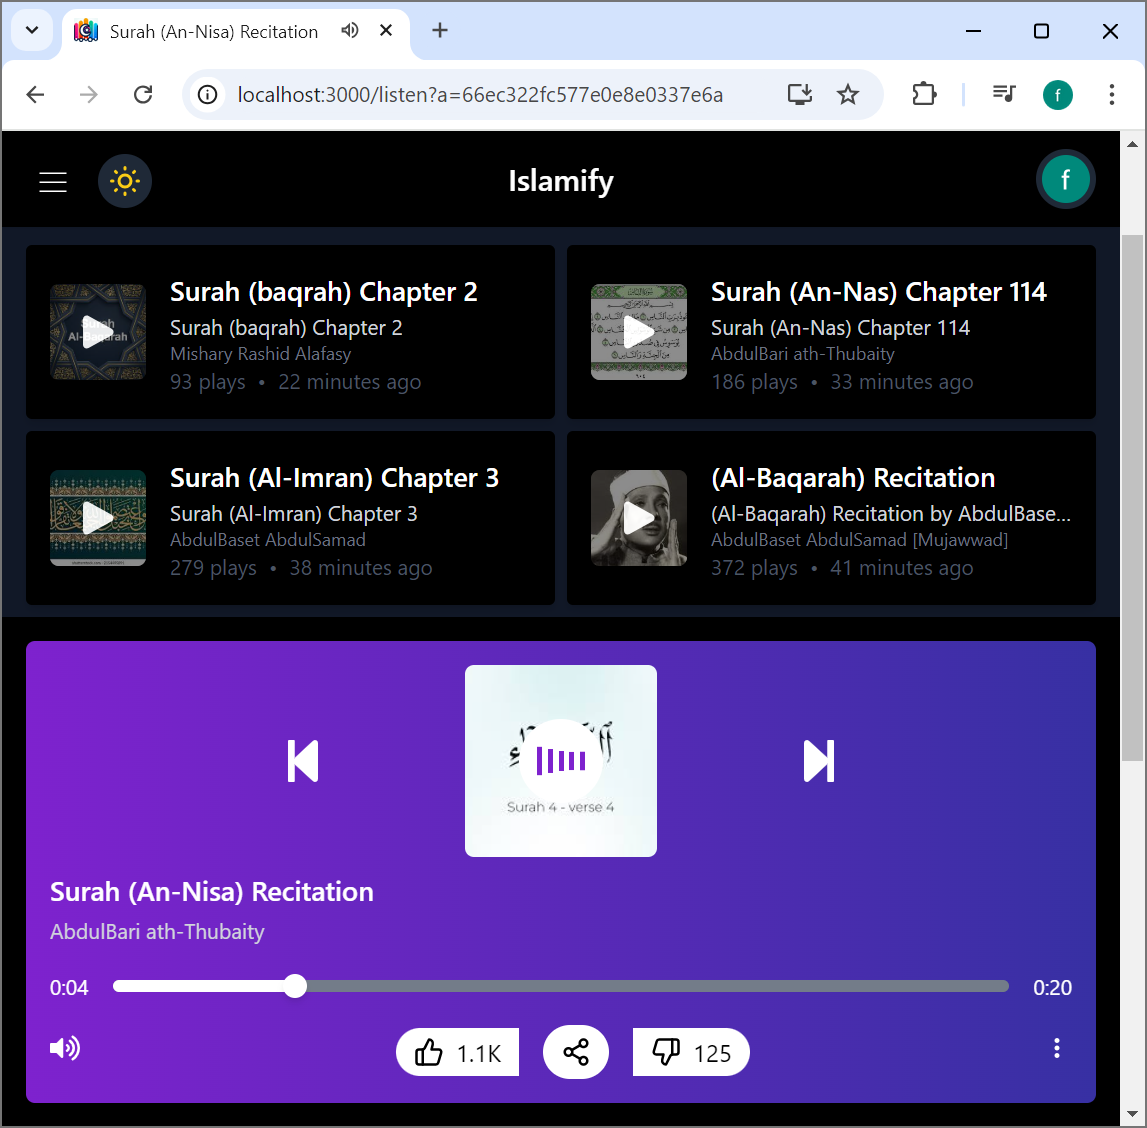 Surah (An-Nisa) Recitation
localhost:3000/listen?a=66ec322fc577e0e8e0337e6a
f
Islamify
f
Surah
Al-Baqarah
Surah (baqrah) Chapter 2
Surah (baqrah) Chapter 2
Mishary Rashid Alafasy
93 plays • 22 minutes ago
Surah (An-Nas) Chapter 114
Surah (An-Nas) Chapter 114
AbdulBari ath-Thubaity
186 plays • 33 minutes ago
Surah (Al-Imran) Chapter 3
Surah (Al-Imran) Chapter 3
AbdulBaset AbdulSamad
279 plays • 38 minutes ago
(Al-Baqarah) Recitation
(Al-Baqarah) Recitation by AbdulBase...
AbdulBaset AbdulSamad [Mujawwad]
372 plays • 41 minutes ago
Surah 4 - verse 4
Surah (An-Nisa) Recitation
AbdulBari ath-Thubaity
0:04
0:20
1.1K
125